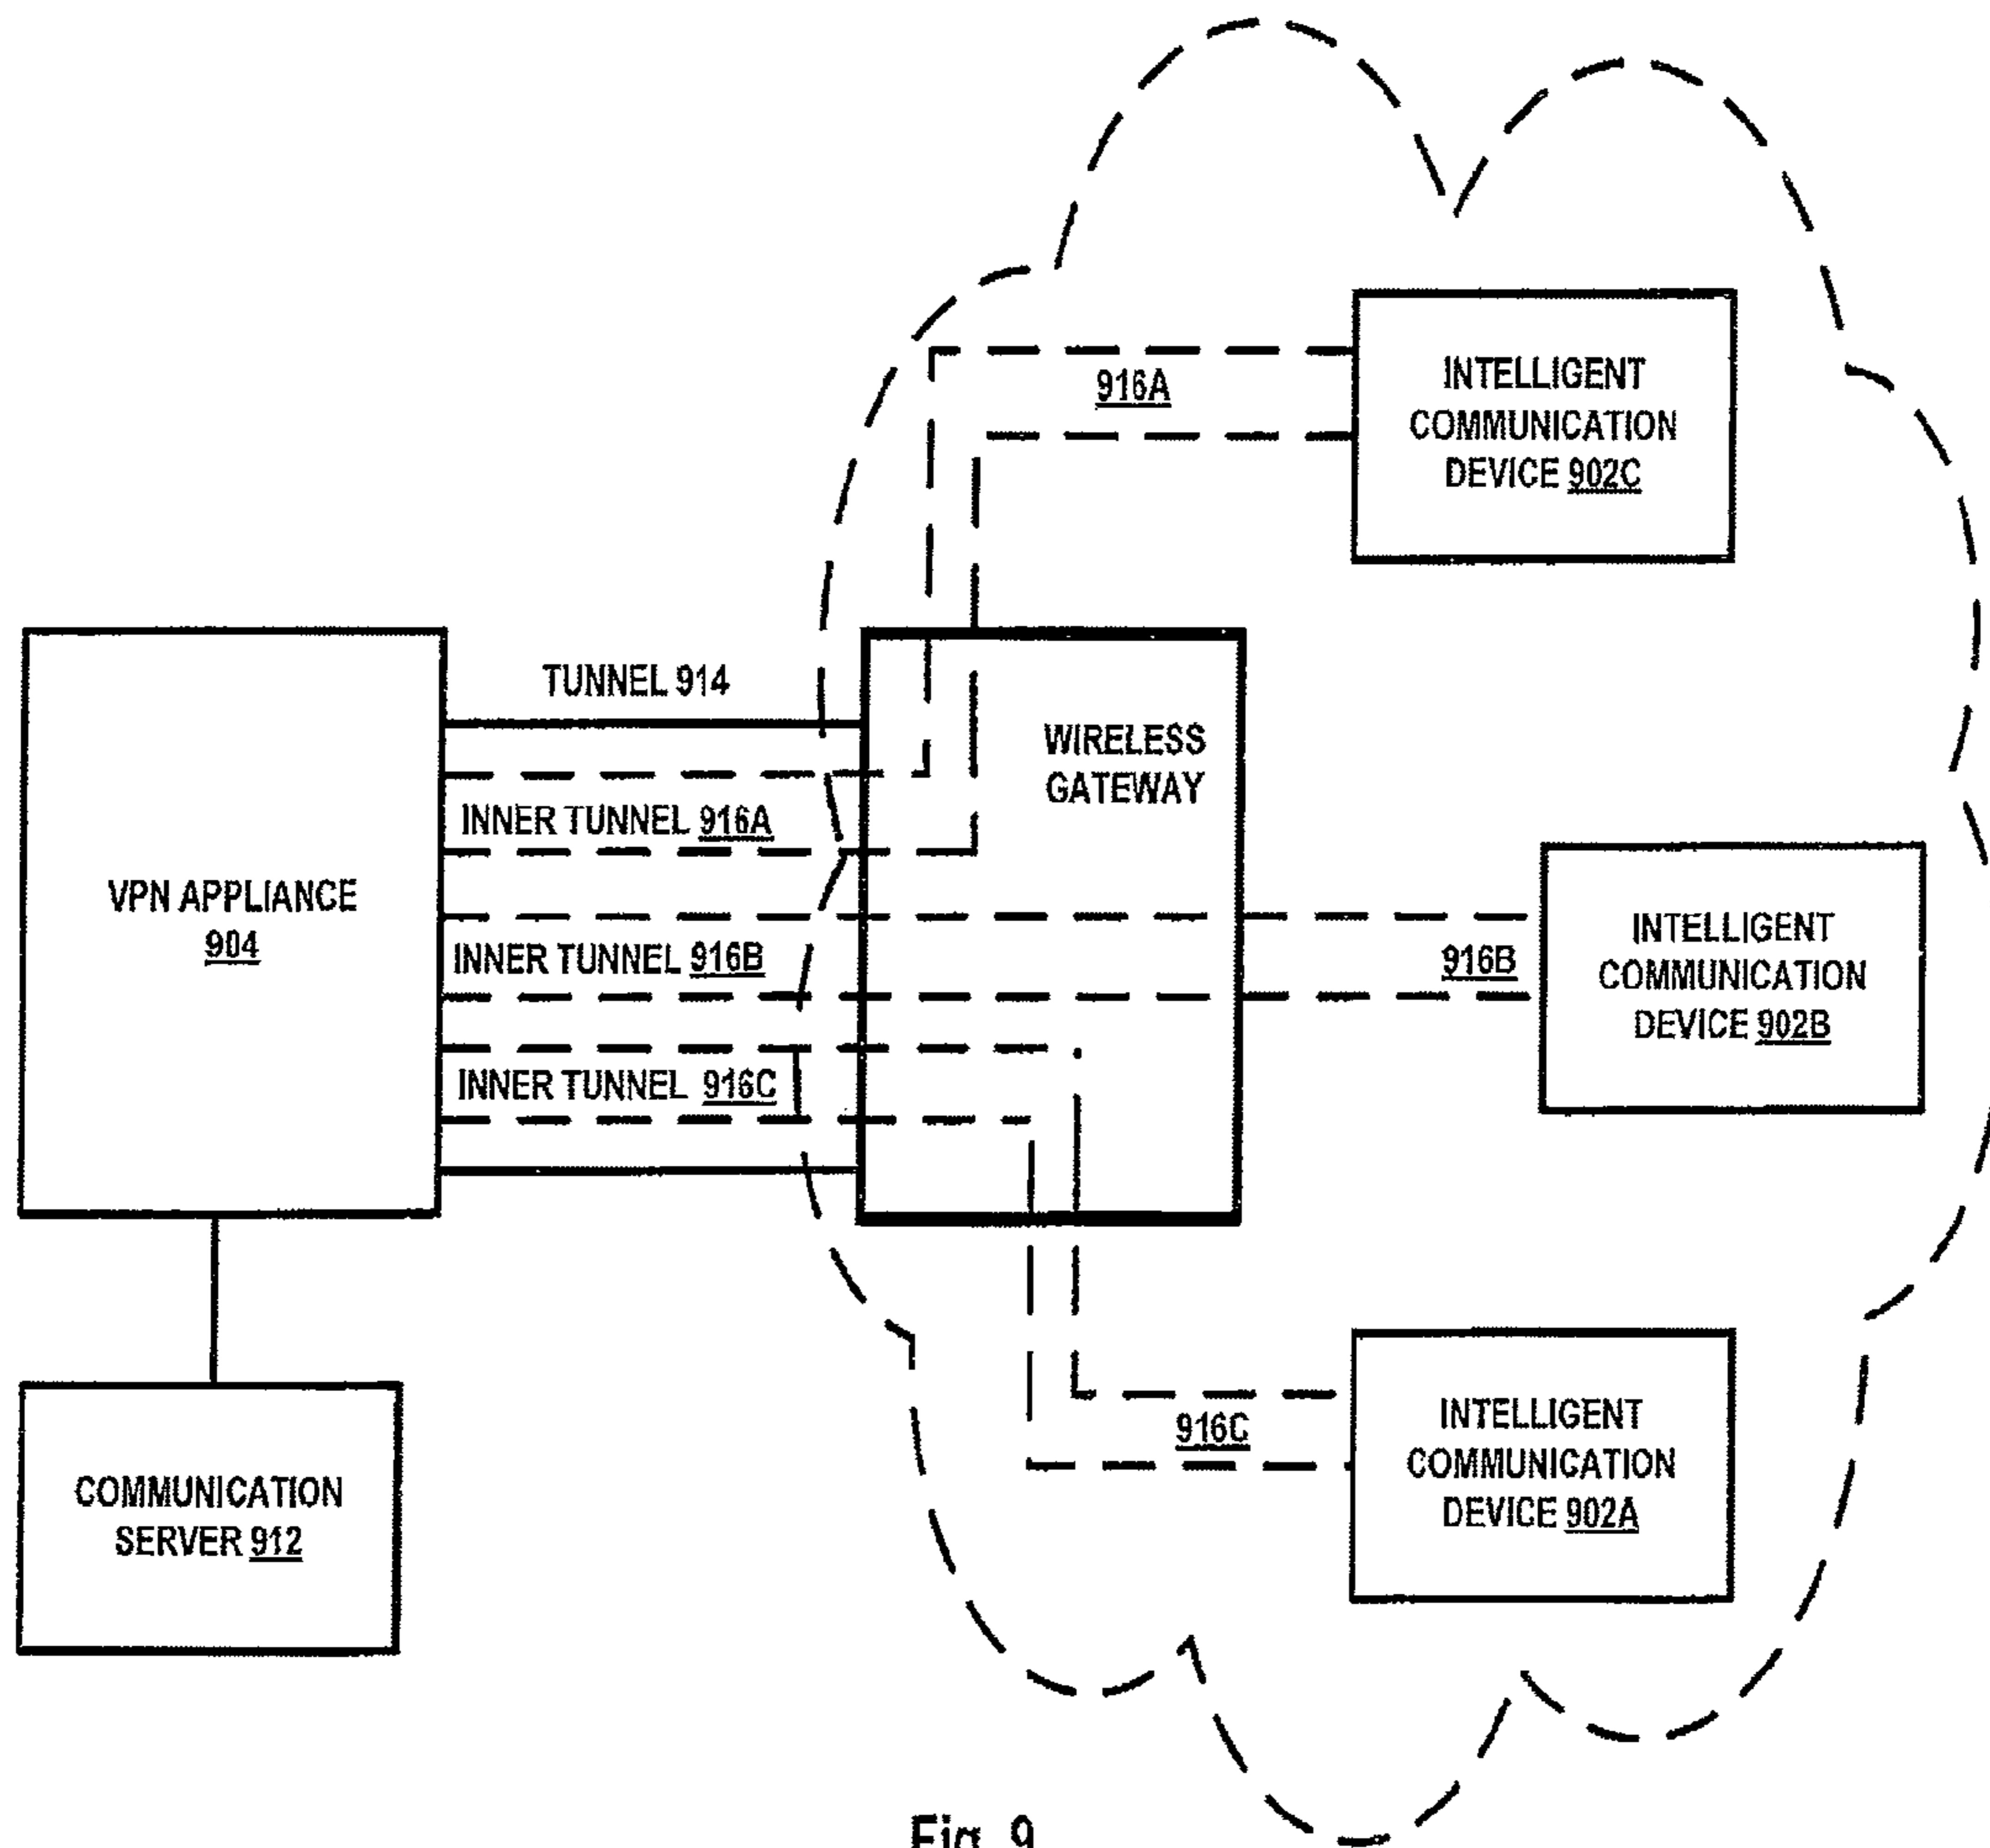 916A
INTELLIGENT
COMMUNICATION
DEVICE 902C
TUNNEL 914
WIRELESS
GATEWAY
INNER TUNNEL 916A
VPN APPLIANCE
904
INNER TUNNEL 916B
916B
INTELLIGENT
COMMUNICATION
DEVICE 902B
INNER TUNNEL 916C
916C
INTELLIGENT
COMMUNICATION
DEVICE 902A
COMMUNICATION
SERVER 912
Fig. 9